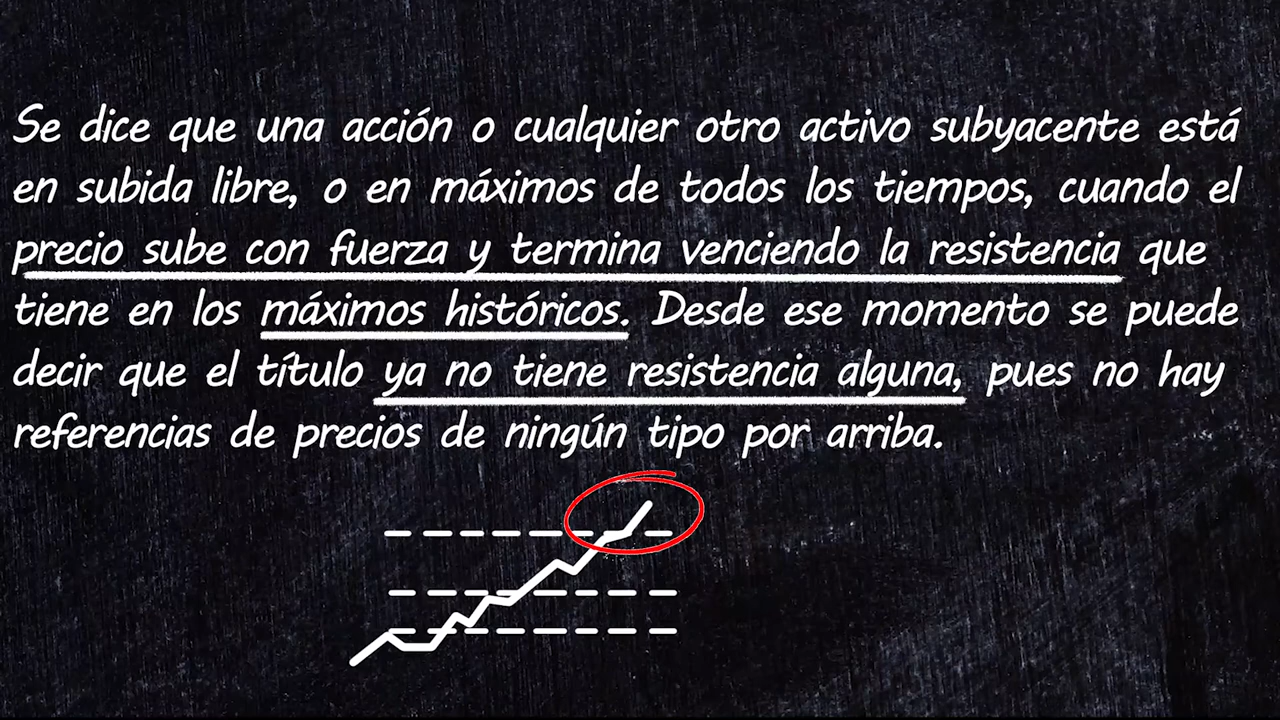 Se dice que una acción o cualquier otro activo subyacente está
en subida libre, o en máximos de todos los tiempos, cuando el
precio sube con fuerza y termina venciendo la resistencia que
tiene en los máximos históricos. Desde ese momento se puede
decir que el título ya no tiene resistencia alguna, pues no hay
referencias de precios de ningún tipo por arriba.